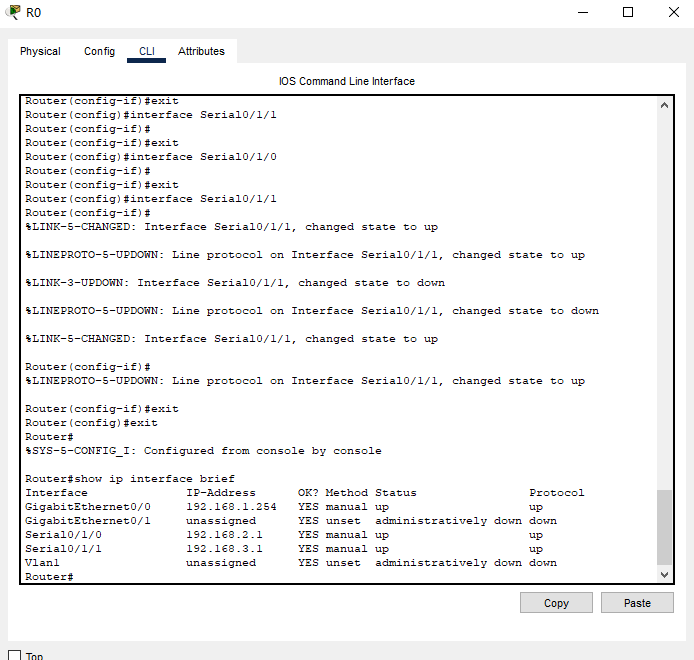 R0
Physical Config CLI Attributes
IOS Command Line Interface
Router(config-if)#exit
Router(config)#interface Serial0/1/1
Router(config-if)#
Router(config-if)#exit
Router(config)#interface Serial0/1/0
Router(config-if)#
Router(config-if)#exit
Router(config)#interface Serial0/1/1
Router(config-if)#
%LINK-5-CHANGED: Interface Serial0/1/1, changed state to up
%LINEPROTO-5-UPDOWN: Line protocol on Interface Serial0/1/1, changed state to up
%LINK-3-UPDOWN: Interface Serial0/1/1, changed state to down
%LINEPROTO-5-UPDOWN: Line protocol on Interface Serial0/1/1, changed state to down
%LINK-5-CHANGED: Interface Serial0/1/1, changed state to up
Router(config-if)#
%LINEPROTO-5-UPDOWN: Line protocol on Interface Serial0/1/1, changed state to up
Router(config-if)#exit
Router(config)#exit
Router#
%SYS-5-CONFIG_I: Configured from console by console
Router#show ip interface brief
Interface IP-Address OK? Method Status Protocol
GigabitEthernet0/0 192.168.1.254 YES manual up up
GigabitEthernet0/1 unassigned YES unset administratively down down
Serial0/1/0 192.168.2.1 YES manual up up
Serial0/1/1 192.168.3.1 YES manual up up
Vlan1 unassigned YES unset administratively down down
Router#
Copy Paste
Top